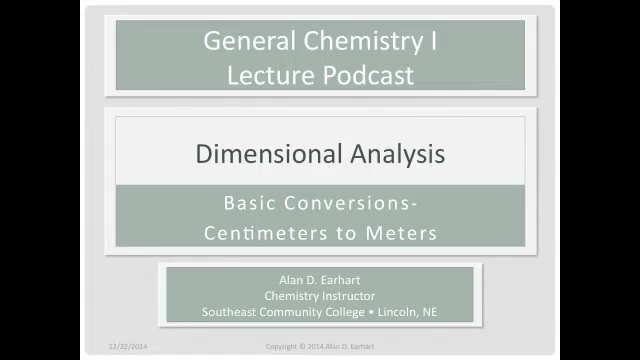 General Chemistry I
Lecture Podcast
Dimensional Analysis
Basic Conversions-
Centimeters to Meters
Alan D. Earhart
Chemistry Instructor
Southeast Community College • Lincoln, NE
12/22/2014
Copyright © 2014 Alan D. Earhart